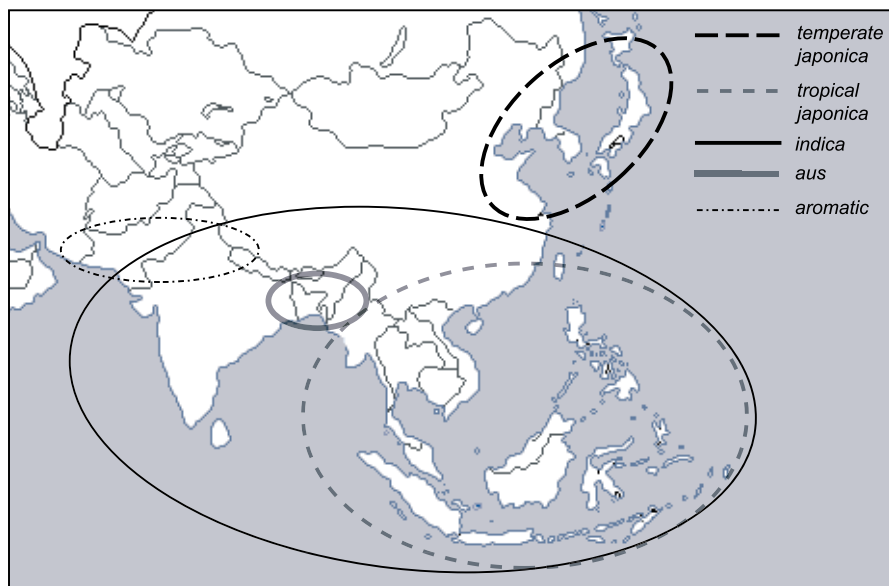 temperate
japonica
tropical
japonica
indica
aus
aromatic